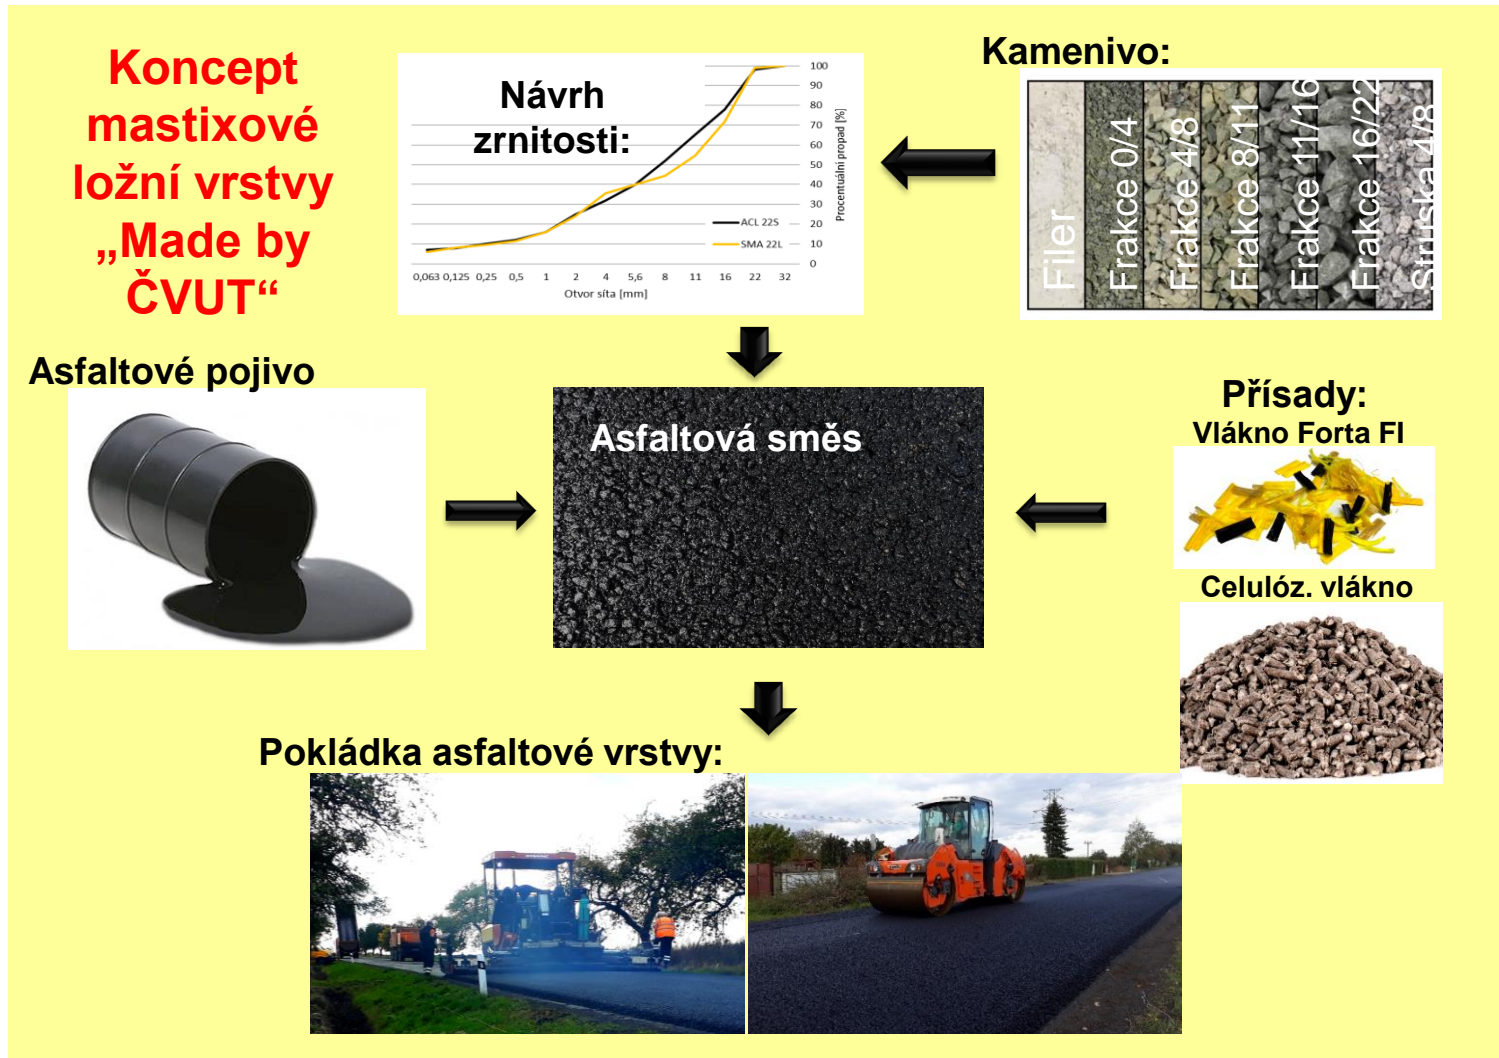 Koncept
mastixové
ložní vrstvy
„Made by
ČVUT“
Návrh
zrnitosti:
100
90
80
70
60
50
40
30
20
10
0
Procentuální propad [%]
ACL 22S
SMA 22L
0,063 0,125 0,25 0,5 1 2 4 5,6 8 11 16 22 32
Otvor síta [mm]
Kamenivo:
Filer
Frakce 0/4
Frakce 4/8
Frakce 8/11
Frakce 11/16
Frakce 16/22
Struska 4/8
Asfaltové pojivo
Asfaltová směs
Přísady:
Vlákno Forta FI
Celulóz. vlákno
Pokládka asfaltové vrstvy: